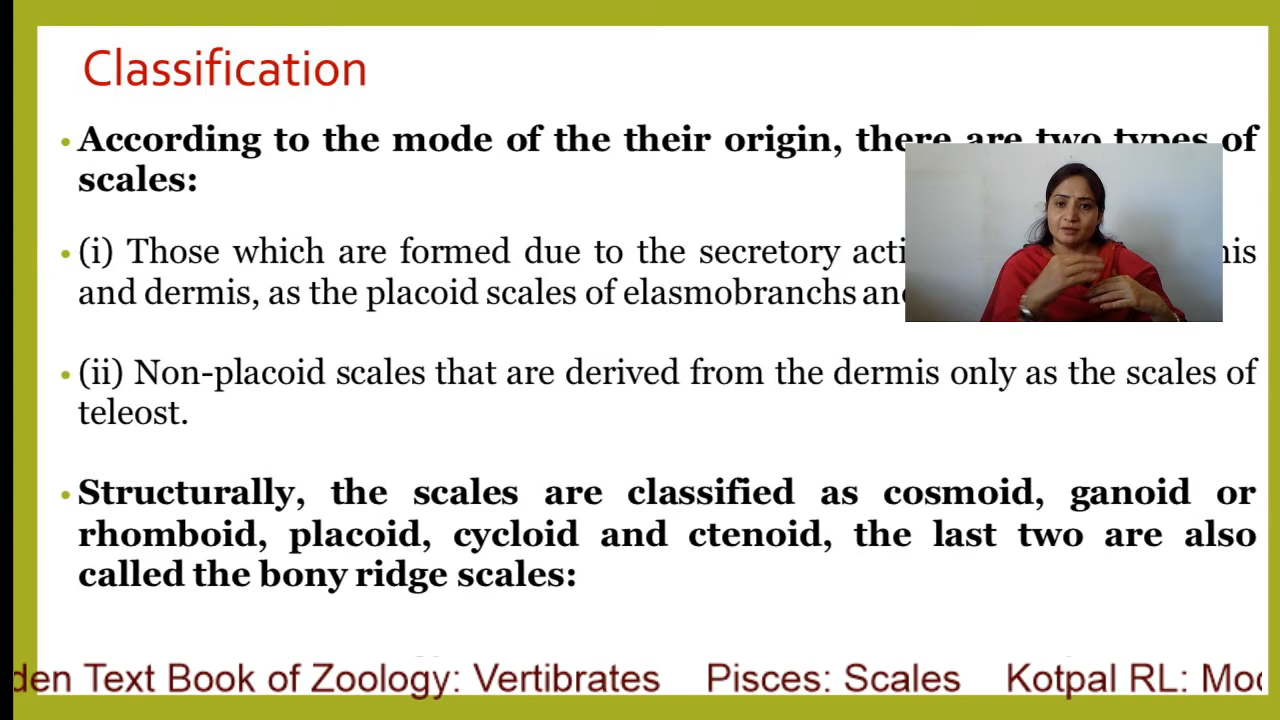 Classification
• According to the mode of the their origin, there are two types of
scales:
• (i) Those which are formed due to the secretory
and dermis, as the placoid scales of elasmobranchs
• (ii) Non-placoid scales that are derived from the dermis only as the scales of
teleost.
• Structurally, the scales are classified as cosmoid, ganoid or
rhomboid, placoid, cycloid and ctenoid, the last two are also
called the bony ridge scales:
Text Book of Zoology: Vertibrates Pisces: Scales Kotpal RL: